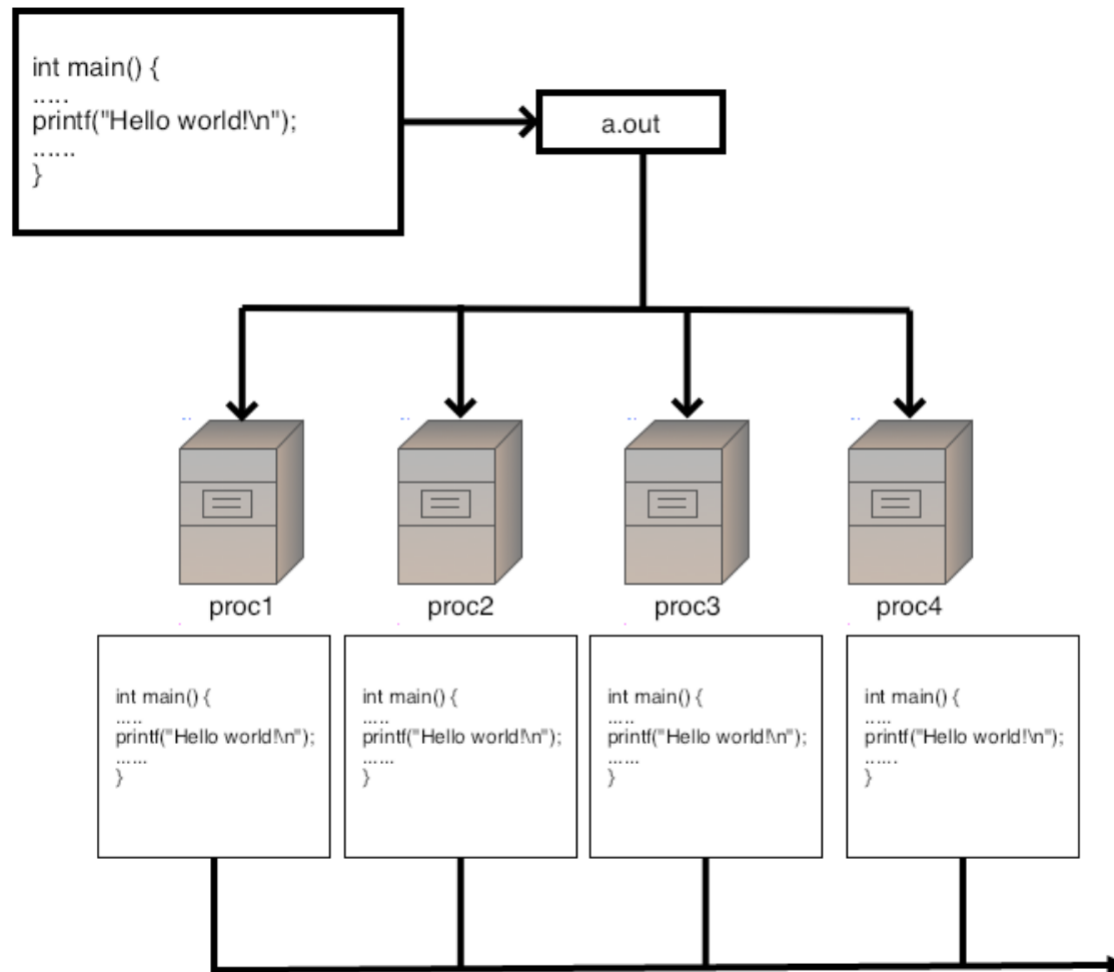 int main() {
.....
printf("Hello world!\n");
......
}
a.out
proc1
proc2
proc3
proc4
int main() {
.....
printf("Hello world!\n");
......
}
int main() {
.....
printf("Hello world!\n");
......
}
int main() {
.....
printf("Hello world!\n");
......
}
int main() {
.....
printf("Hello world!\n");
......
}